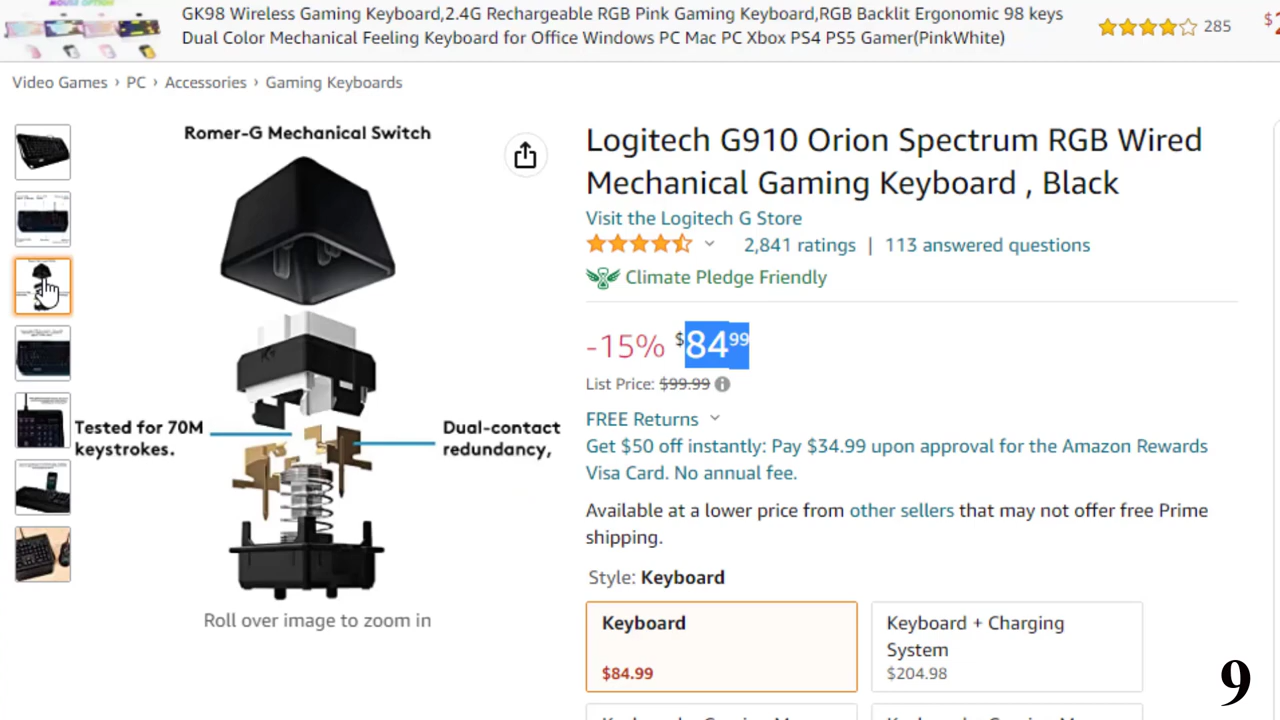 MOUSE OPTION
GK98 Wireless Gaming Keyboard,2.4G Rechargeable RGB Pink Gaming Keyboard,RGB Backlit Ergonomic 98 keys
Dual Color Mechanical Feeling Keyboard for Office Windows PC Mac PC Xbox PS4 PS5 Gamer(PinkWhite)
285
Video Games › PC › Accessories › Gaming Keyboards
Romer-G Mechanical Switch
Tested for 70M
keystrokes.
Dual-contact
redundancy,
Roll over image to zoom in
Logitech G910 Orion Spectrum RGB Wired
Mechanical Gaming Keyboard , Black
Visit the Logitech G Store
2,841 ratings | 113 answered questions
Climate Pledge Friendly
-15% $8499
List Price: $99.99
FREE Returns
Get $50 off instantly: Pay $34.99 upon approval for the Amazon Rewards
Visa Card. No annual fee.
Available at a lower price from other sellers that may not offer free Prime
shipping.
Style: Keyboard
Keyboard
$84.99
Keyboard + Charging
System
$204.98
9